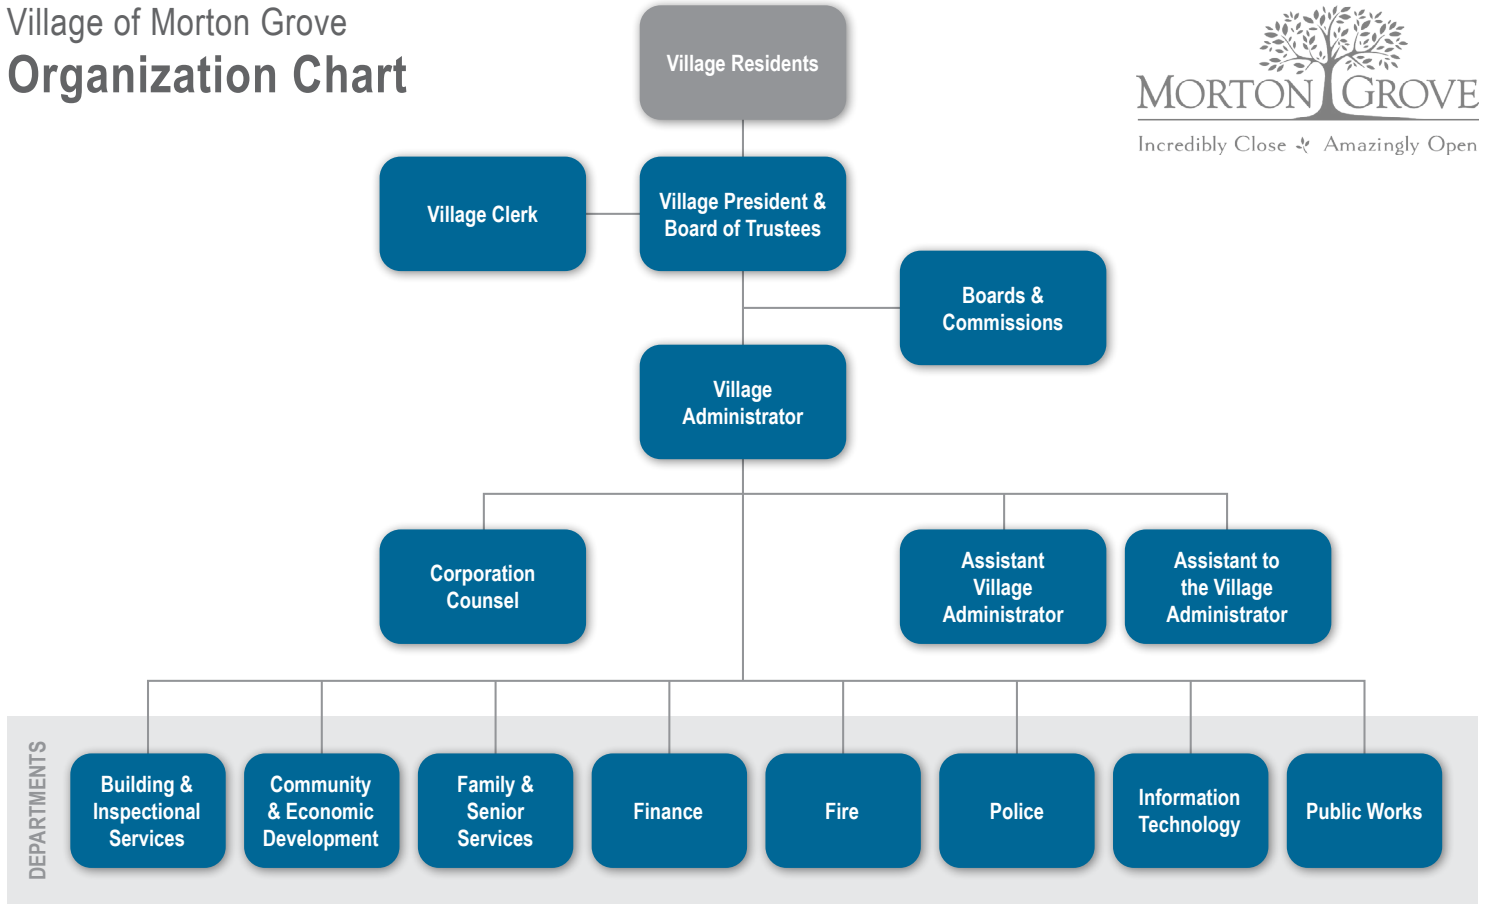 Village of Morton Grove
Organization Chart
Village Residents
MORTON GROVE
Incredibly Close Amazingly Open
Village Clerk
Village President &
Board of Trustees
Boards &
Commissions
Village
Administrator
Corporation
Counsel
Assistant
Village
Administrator
Assistant to
the Village
Administrator
DEPARTMENTS
Building &
Inspectional
Services
Community
& Economic
Development
Family &
Senior
Services
Finance
Fire
Police
Information
Technology
Public Works